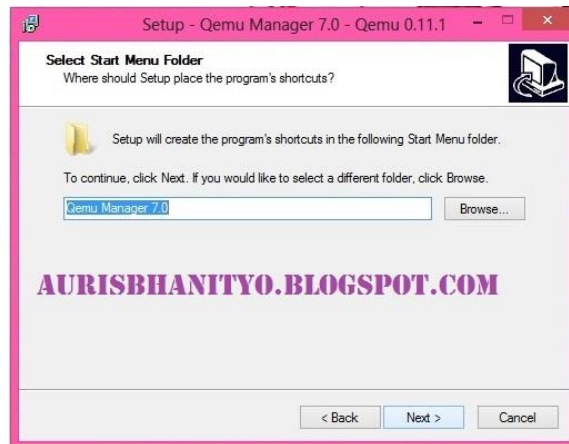 Setup - Qemu Manager 7.0 - Qemu 0.11.1
Select Start Menu Folder
Where should Setup place the program's shortcuts?
Setup will create the program's shortcuts in the following Start Menu folder.
To continue, click Next. If you would like to select a different folder, click Browse.
Qemu Manager 7.0
Browse...
AURISBHANITYO.BLOGSPOT.COM
< Back
Next >
Cancel